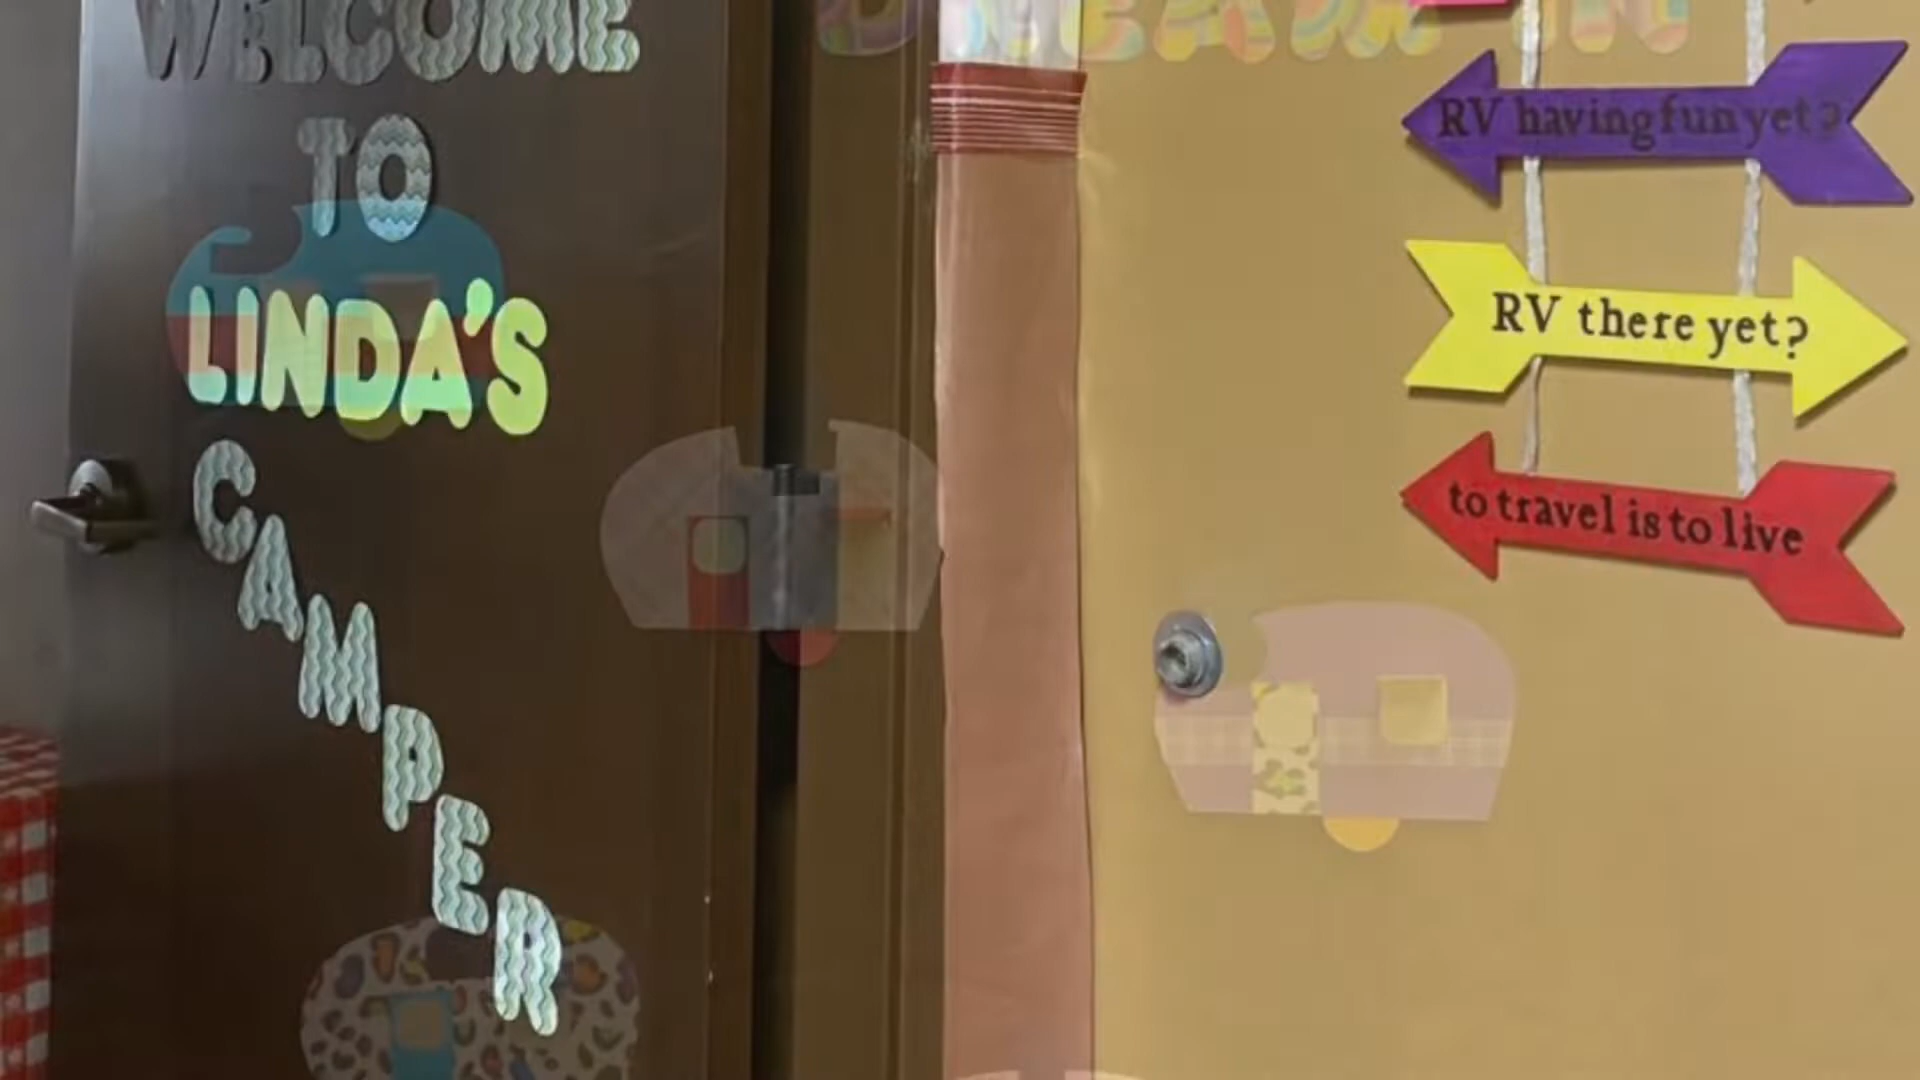 WELCOME
TO
LINDA'S
CAMPER
RV having fun yet?
RV there yet?
to travel is to live